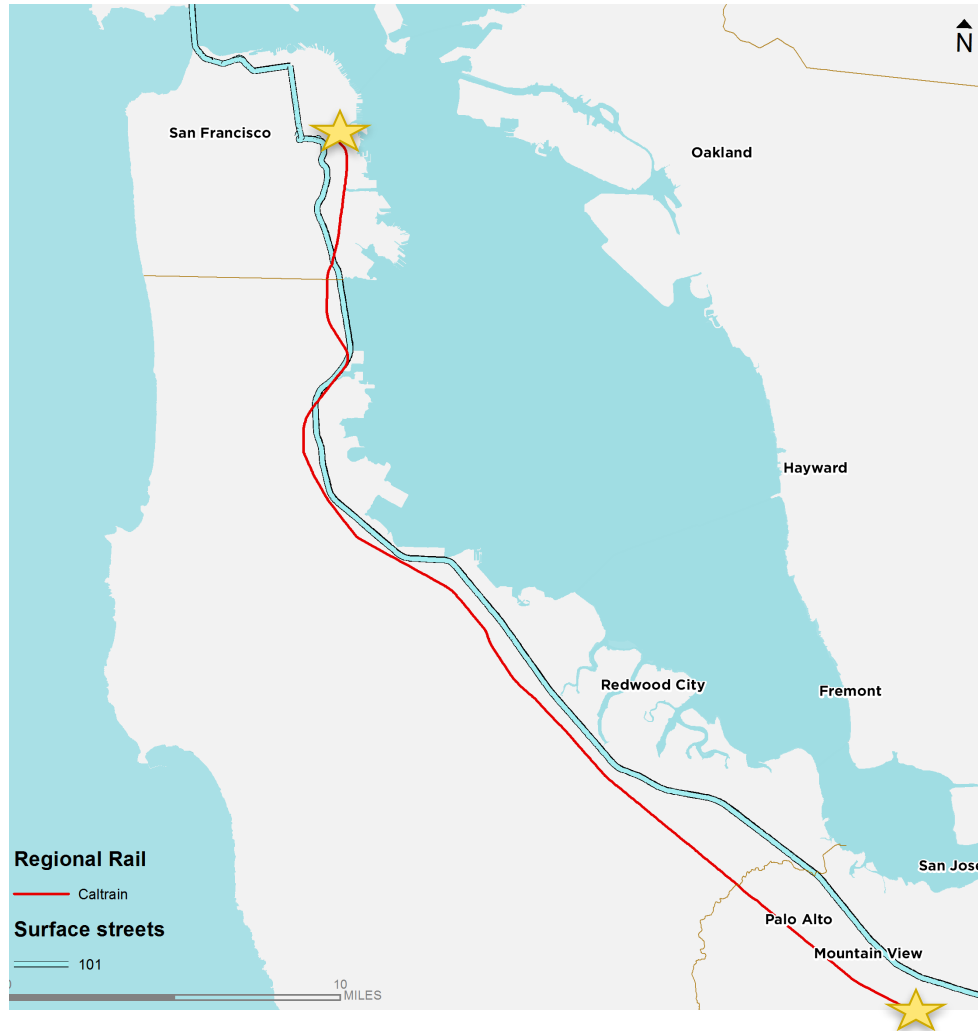 N
San Francisco
Oakland
Hayward
Redwood City
Fremont
San Jose
Palo Alto
Mountain View
Regional Rail
Caltrain
Surface streets
101
0
10
MILES